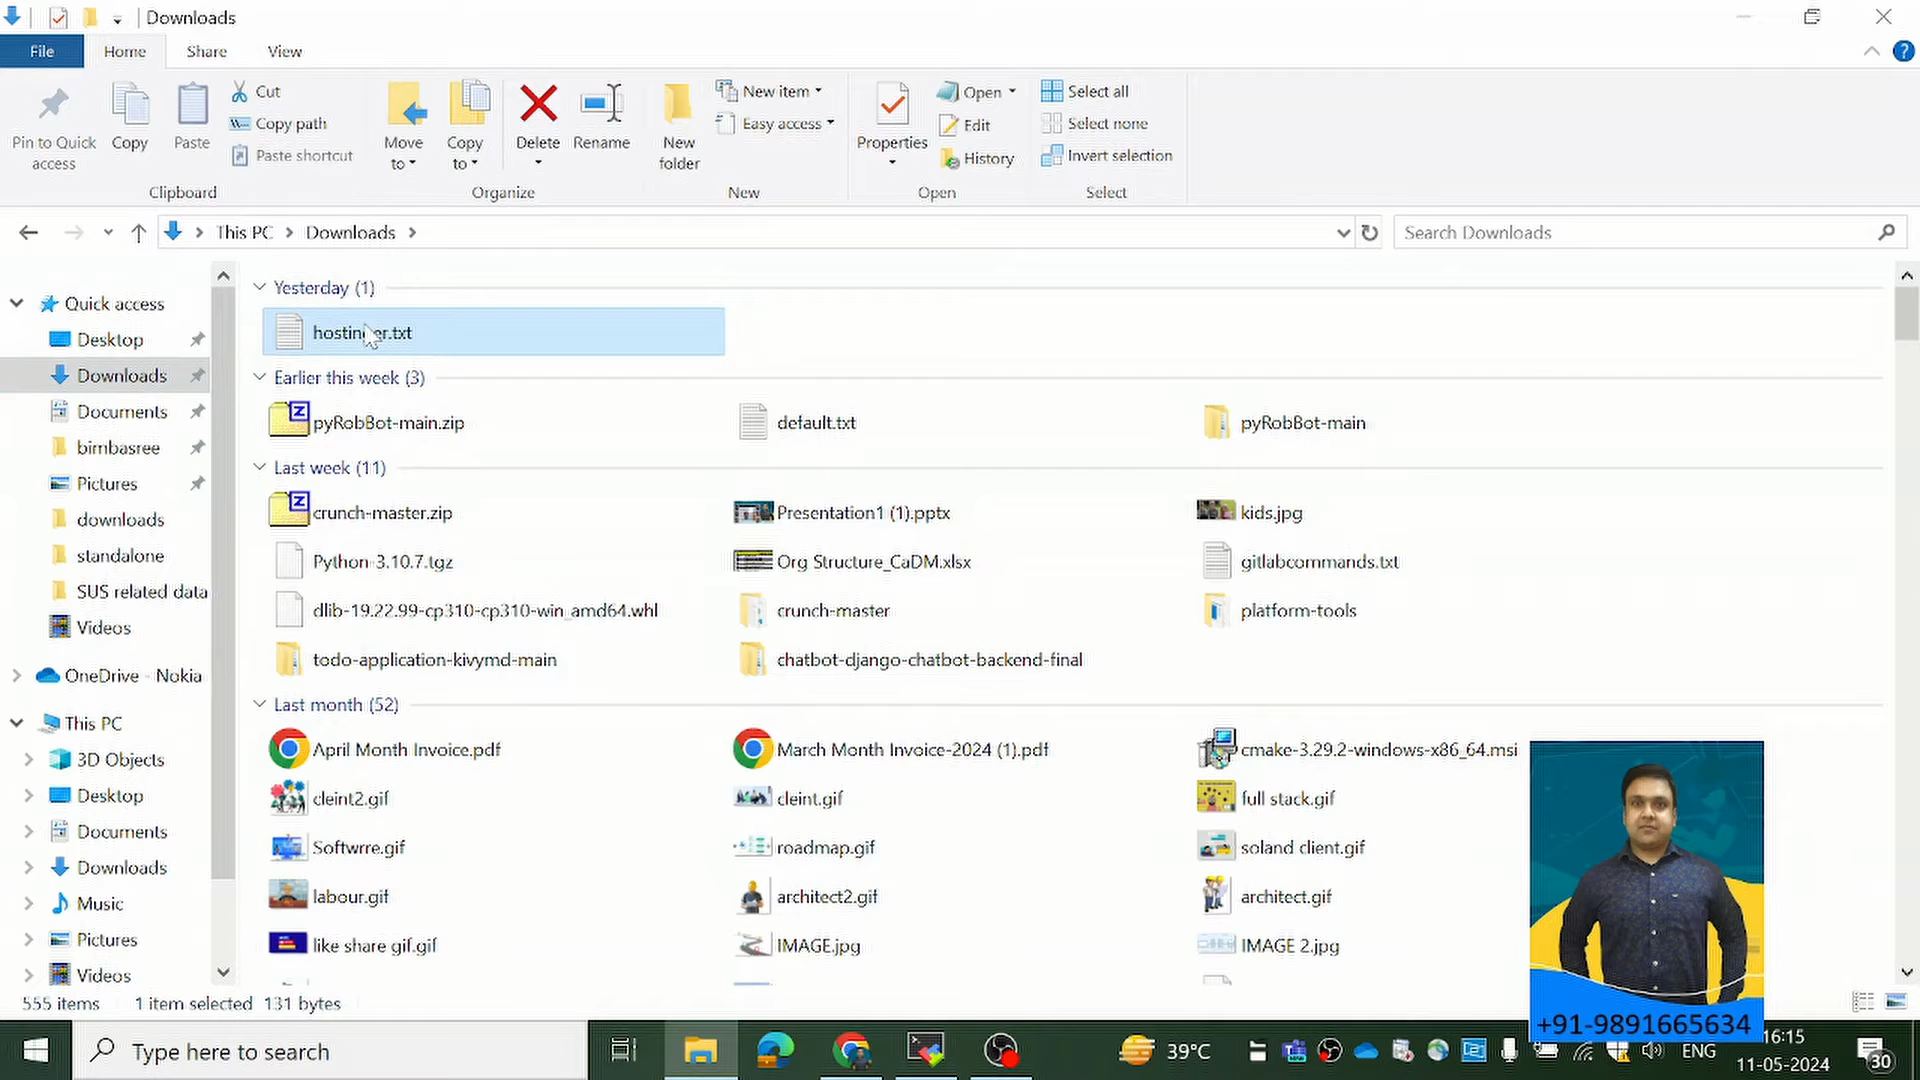 Downloads
File
Home
Share
View
?
Pin to Quick access
Copy
Paste
Cut
Copy path
Paste shortcut
Clipboard
Move to
Copy to
Delete
Rename
Organize
New folder
New item
Easy access
New
Properties
Open
Edit
History
Open
Select all
Select none
Invert selection
Select
This PC
Downloads
Search Downloads
Quick access
Desktop
Downloads
Documents
bimbasree
Pictures
downloads
standalone
SUS related data
Videos
OneDrive - Nokia
This PC
3D Objects
Desktop
Documents
Downloads
Music
Pictures
Videos
Yesterday (1)
hostinger.txt
Earlier this week (3)
pyRobBot-main.zip
default.txt
pyRobBot-main
Last week (11)
crunch-master.zip
Presentation1 (1).pptx
kids.jpg
Python-3.10.7.tgz
Org Structure_CaDM.xlsx
gitlabcommands.txt
dlib-19.22.99-cp310-cp310-win_amd64.whl
crunch-master
platform-tools
todo-application-kivymd-main
chatbot-django-chatbot-backend-final
Last month (52)
April Month Invoice.pdf
March Month Invoice-2024 (1).pdf
cmake-3.29.2-windows-x86_64.msi
cleint2.gif
cleint.gif
full stack.gif
Softwrre.gif
roadmap.gif
soland client.gif
labour.gif
architect2.gif
architect.gif
like share gif.gif
IMAGE.jpg
IMAGE 2.jpg
555 items
1 item selected
131 bytes
+91-9891665634
Type here to search
39°C
ENG
16:15
11-05-2024
30